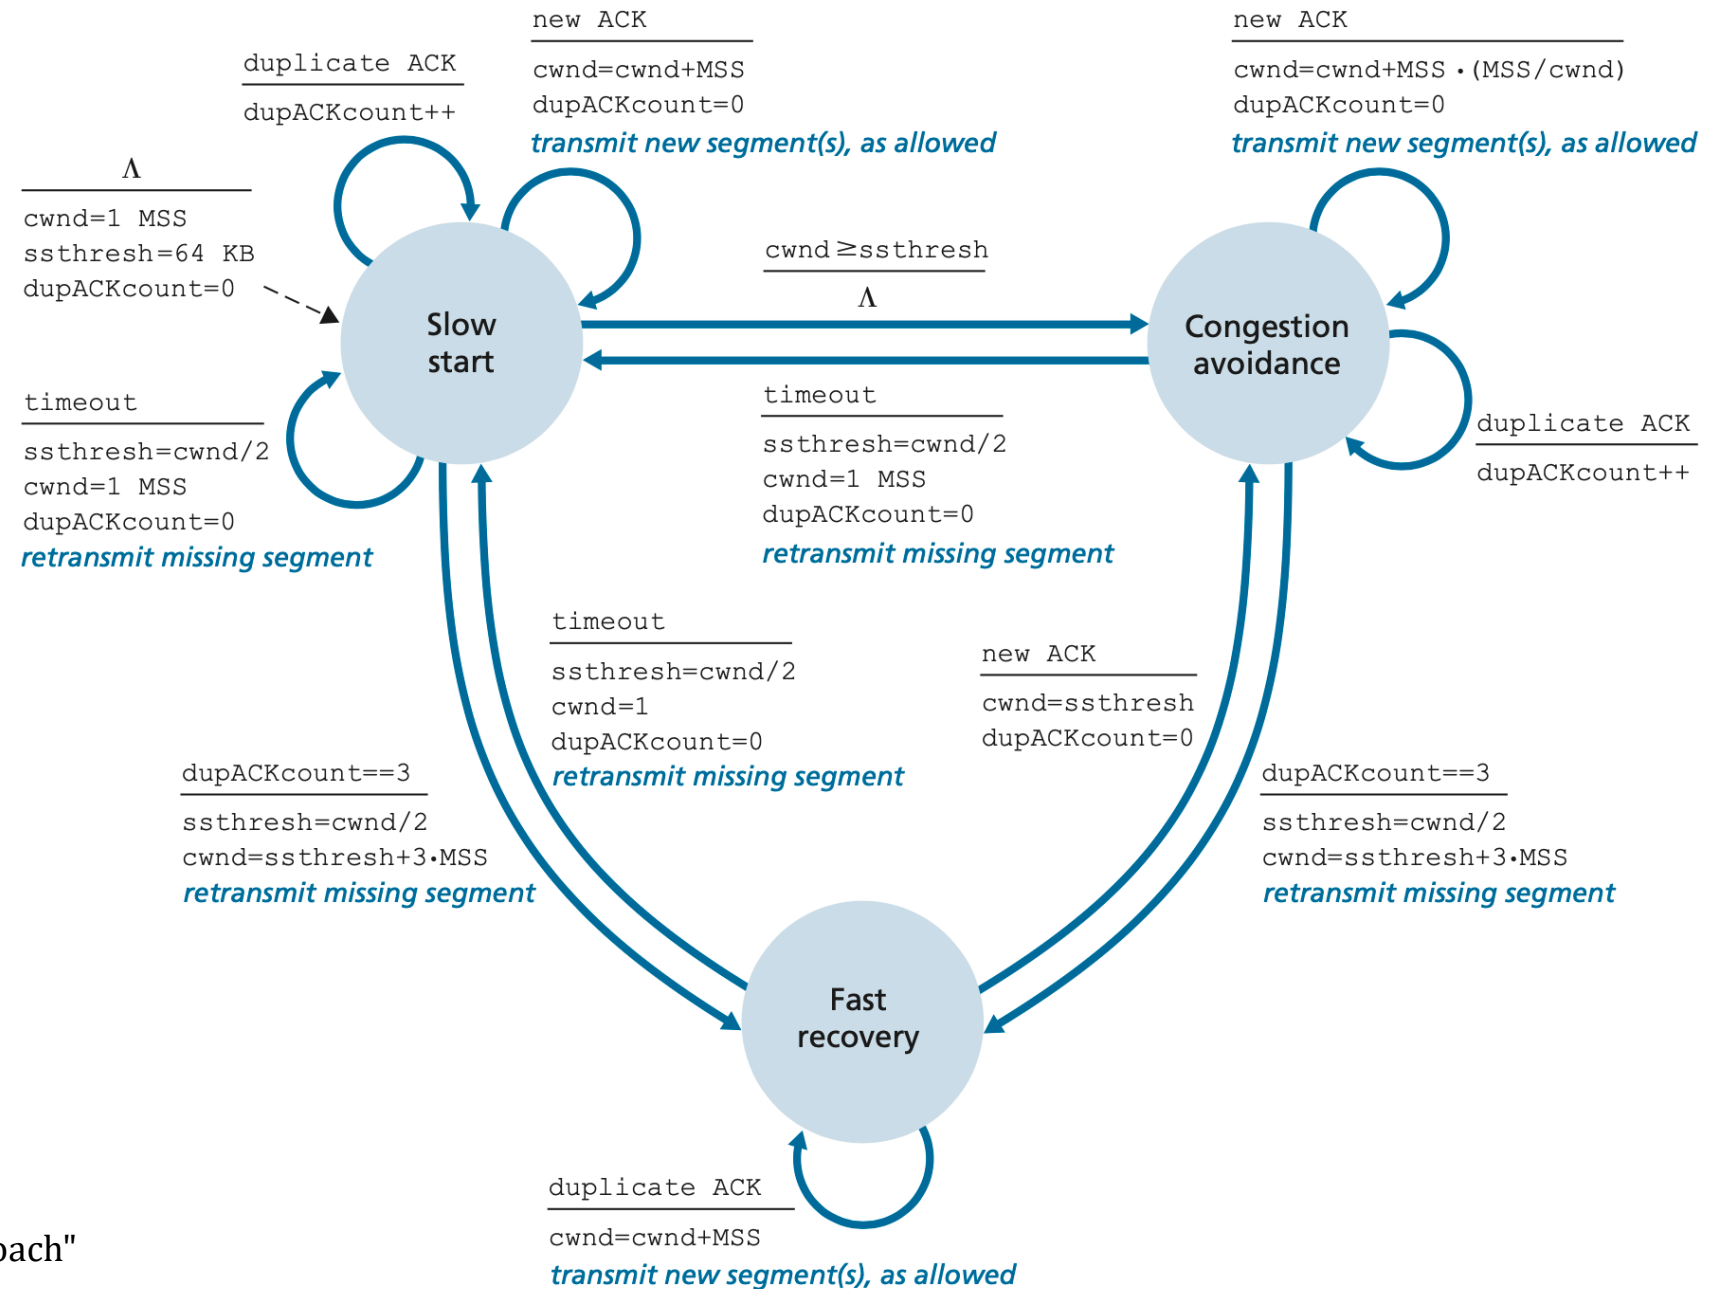 new ACK
cwnd=cwnd+MSS
dupACKcount=0
transmit new segment(s), as allowed
new ACK
cwnd=cwnd+MSS·(MSS/cwnd)
dupACKcount=0
transmit new segment(s), as allowed
duplicate ACK
dupACKcount++
Λ
cwnd=1 MSS
ssthresh=64 KB
dupACKcount=0
cwnd≥ssthresh
Λ
Slow
start
Congestion
avoidance
timeout
ssthresh=cwnd/2
cwnd=1 MSS
dupACKcount=0
retransmit missing segment
timeout
ssthresh=cwnd/2
cwnd=1 MSS
dupACKcount=0
retransmit missing segment
duplicate ACK
dupACKcount++
timeout
ssthresh=cwnd/2
cwnd=1
dupACKcount=0
retransmit missing segment
new ACK
cwnd=ssthresh
dupACKcount=0
dupACKcount==3
ssthresh=cwnd/2
cwnd=ssthresh+3·MSS
retransmit missing segment
dupACKcount==3
ssthresh=cwnd/2
cwnd=ssthresh+3·MSS
retransmit missing segment
Fast
recovery
duplicate ACK
cwnd=cwnd+MSS
transmit new segment(s), as allowed
oach"